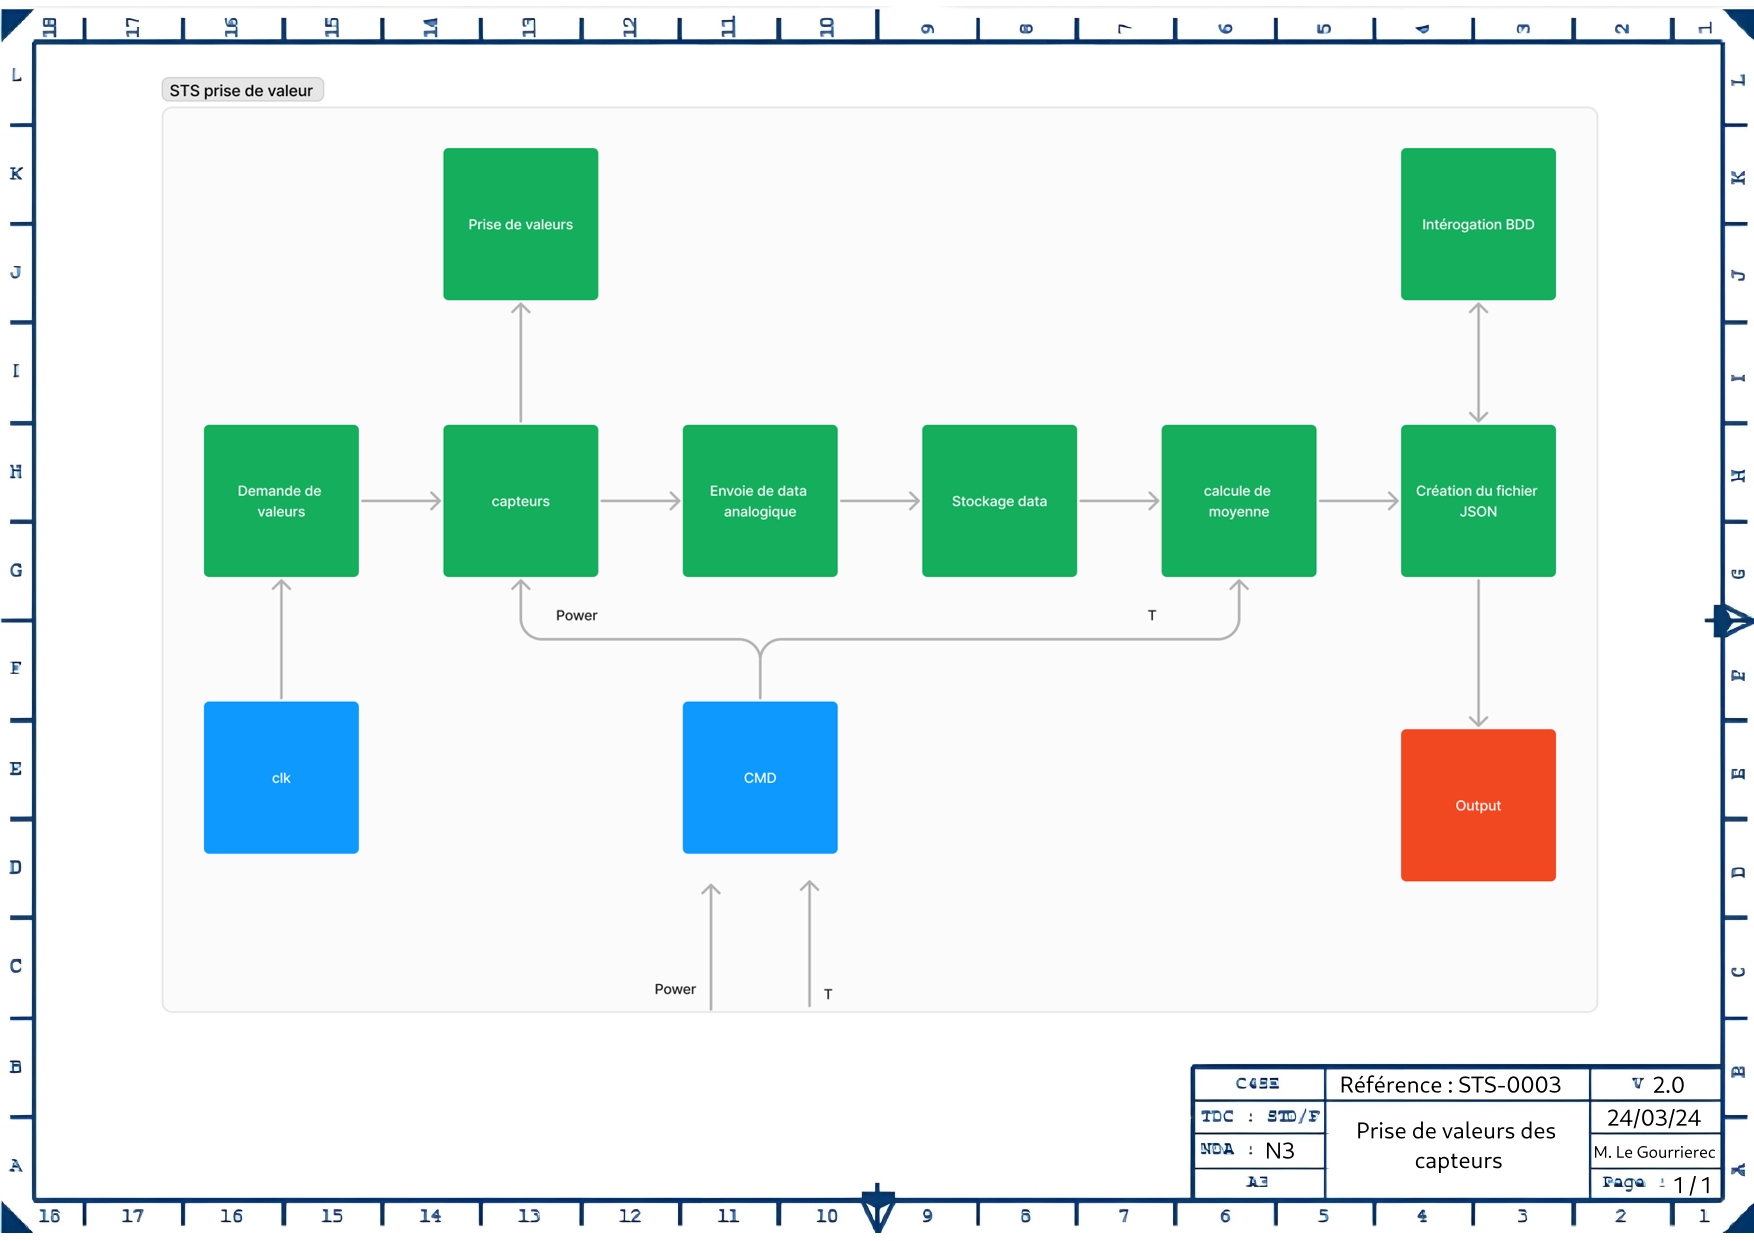 18 17 16 15 14 13 12 11 10 9 8 7 6 5 4 3 2 1
L L
K K
J J
I I
H H
G G
F F
E E
D D
C C
B B
A A
STS prise de valeur
Prise de valeurs
Intérogation BDD
Demande de
valeurs
capteurs
Envoie de data
analogique
Stockage data
calcule de
moyenne
Création du fichier
JSON
Power
T
clk
CMD
Output
Power
T
C4SE
Référence : STS-0003
V 2.0
TDC : STD/F
Prise de valeurs des
capteurs
24/03/24
NDA : N3
M. Le Gourrierec
A3
Page : 1/1
18 17 16 15 14 13 12 11 10 9 8 7 6 5 4 3 2 1